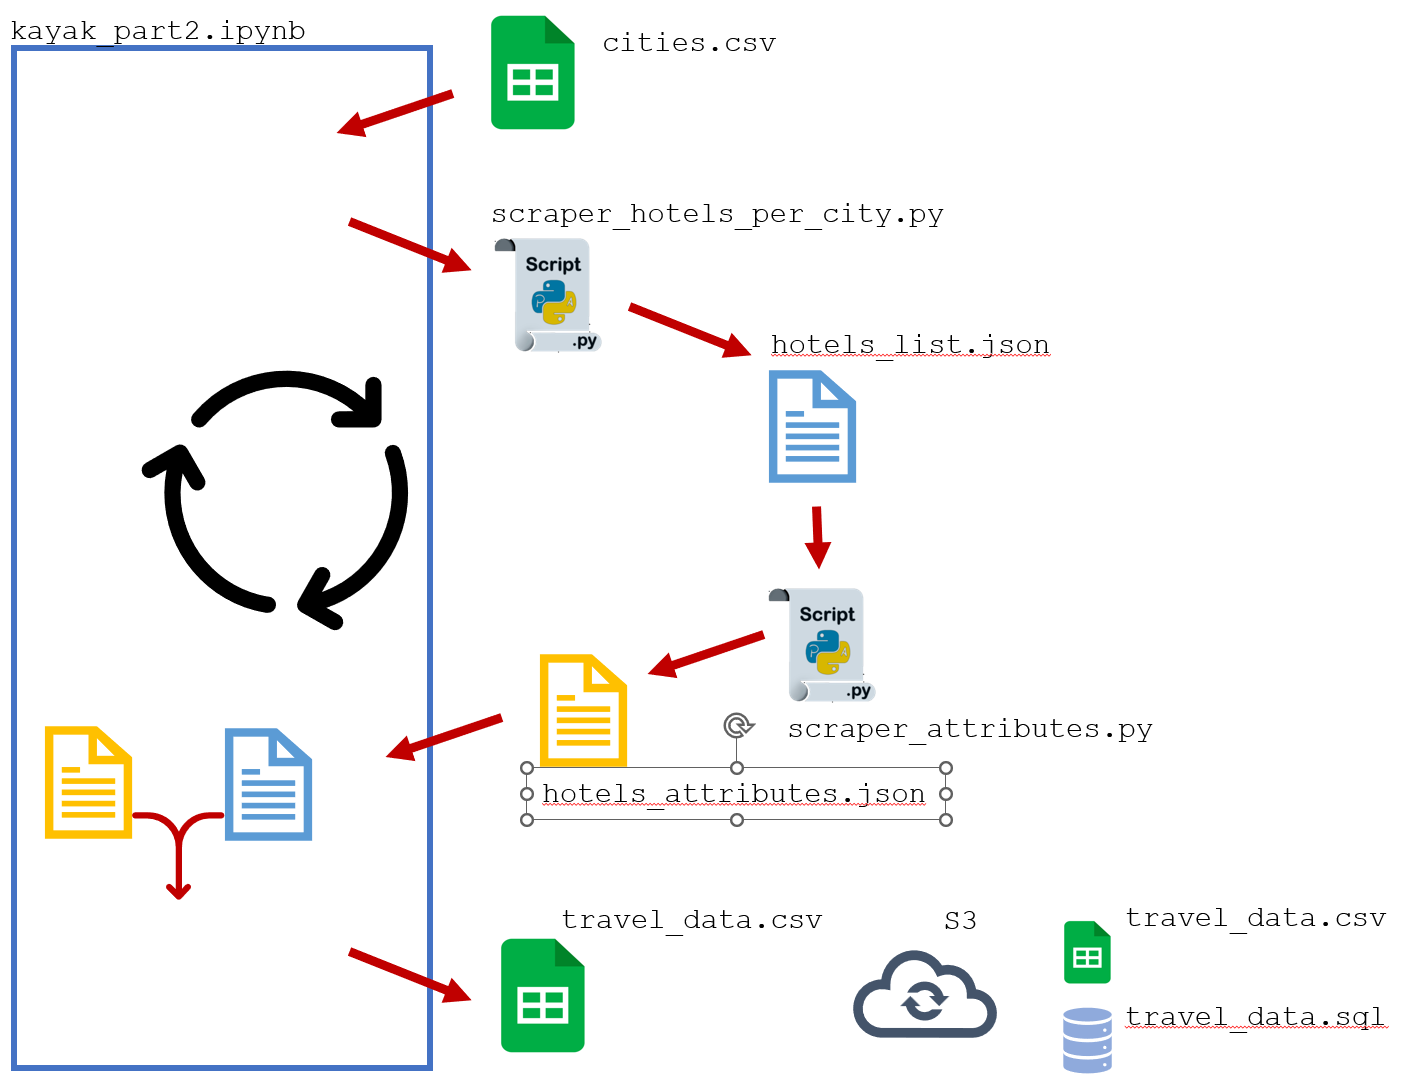 kayak_part2.ipynb
cities.csv
scraper_hotels_per_city.py
Script
.py
hotels_list.json
Script
.py
scraper_attributes.py
hotels_attributes.json
travel_data.csv
S3
travel_data.csv
travel_data.sql